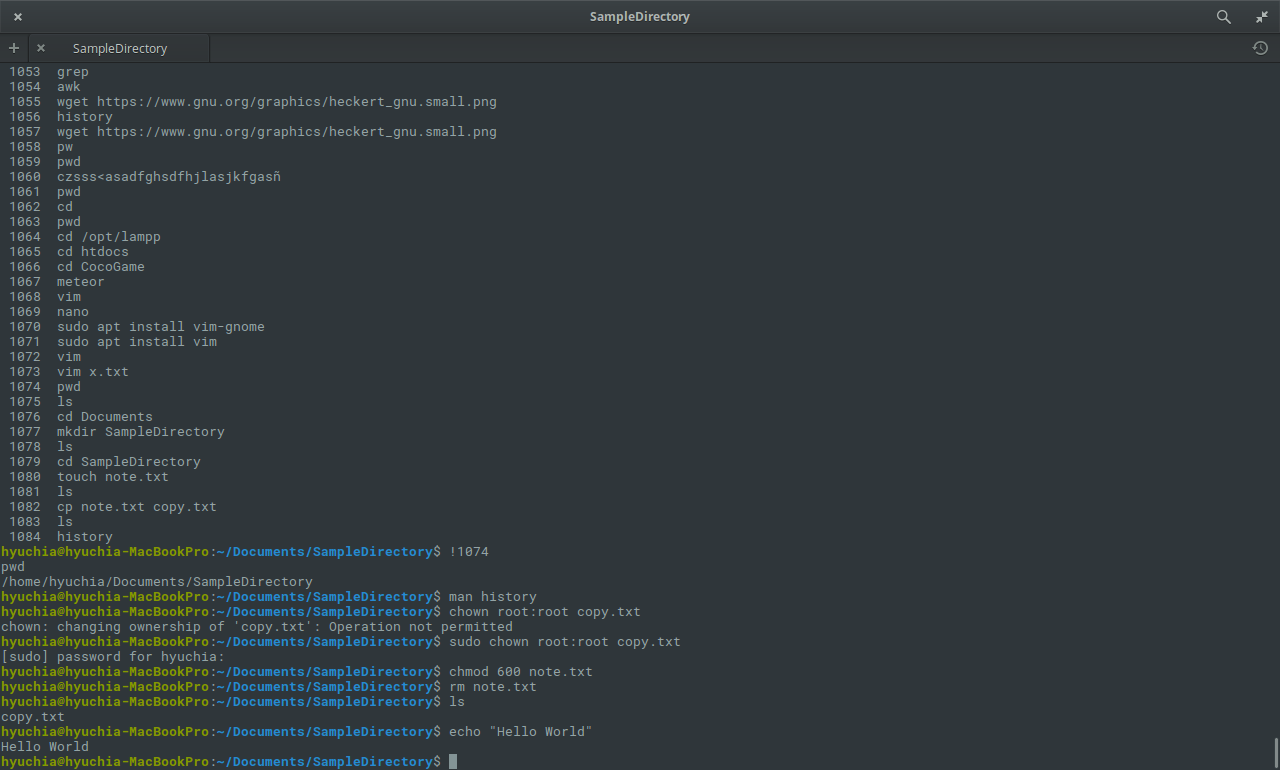 SampleDirectory
SampleDirectory
1053  grep
1054  awk
1055  wget https://www.gnu.org/graphics/heckert_gnu.small.png
1056  history
1057  wget https://www.gnu.org/graphics/heckert_gnu.small.png
1058  pw
1059  pwd
1060  czsss<asadfghsdfhjlasjkfgasñ
1061  pwd
1062  cd
1063  pwd
1064  cd /opt/lampp
1065  cd htdocs
1066  cd CocoGame
1067  meteor
1068  vim
1069  nano
1070  sudo apt install vim-gnome
1071  sudo apt install vim
1072  vim
1073  vim x.txt
1074  pwd
1075  ls
1076  cd Documents
1077  mkdir SampleDirectory
1078  ls
1079  cd SampleDirectory
1080  touch note.txt
1081  ls
1082  cp note.txt copy.txt
1083  ls
1084  history
hyuchia@hyuchia-MacBookPro:~/Documents/SampleDirectory$ !1074
pwd
/home/hyuchia/Documents/SampleDirectory
hyuchia@hyuchia-MacBookPro:~/Documents/SampleDirectory$ man history
hyuchia@hyuchia-MacBookPro:~/Documents/SampleDirectory$ chown root:root copy.txt
chown: changing ownership of 'copy.txt': Operation not permitted
hyuchia@hyuchia-MacBookPro:~/Documents/SampleDirectory$ sudo chown root:root copy.txt
[sudo] password for hyuchia:
hyuchia@hyuchia-MacBookPro:~/Documents/SampleDirectory$ chmod 600 note.txt
hyuchia@hyuchia-MacBookPro:~/Documents/SampleDirectory$ rm note.txt
hyuchia@hyuchia-MacBookPro:~/Documents/SampleDirectory$ ls
copy.txt
hyuchia@hyuchia-MacBookPro:~/Documents/SampleDirectory$ echo "Hello World"
Hello World
hyuchia@hyuchia-MacBookPro:~/Documents/SampleDirectory$